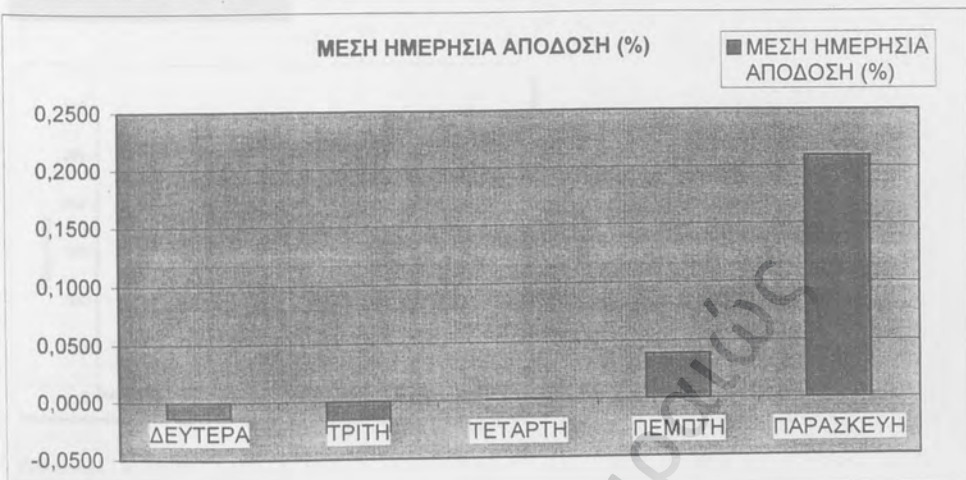 ΜΕΣΗ ΗΜΕΡΗΣΙΑ ΑΠΟΔΟΣΗ (%)
ΜΕΣΗ ΗΜΕΡΗΣΙΑ
ΑΠΟΔΟΣΗ (%)
0,2500
0,2000
0,1500
0,1000
0,0500
0,0000
-0,0500
ΔΕΥΤΕΡΑ
ΤΡΙΤΗ
ΤΕΤΑΡΤΗ
ΠΕΜΠΤΗ
ΠΑΡΑΣΚΕΥΗ